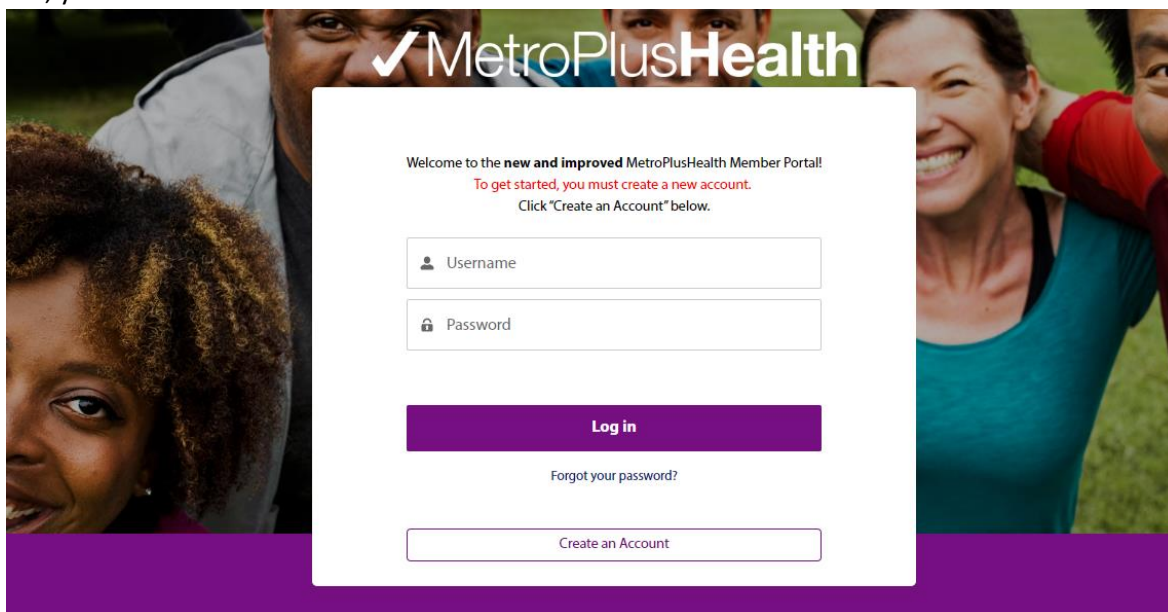 MetroPlusHealth
Welcome to the new and improved MetroPlusHealth Member Portal!
To get started, you must create a new account.
Click "Create an Account" below.
Username
Password
Log in
Forgot your password?
Create an Account